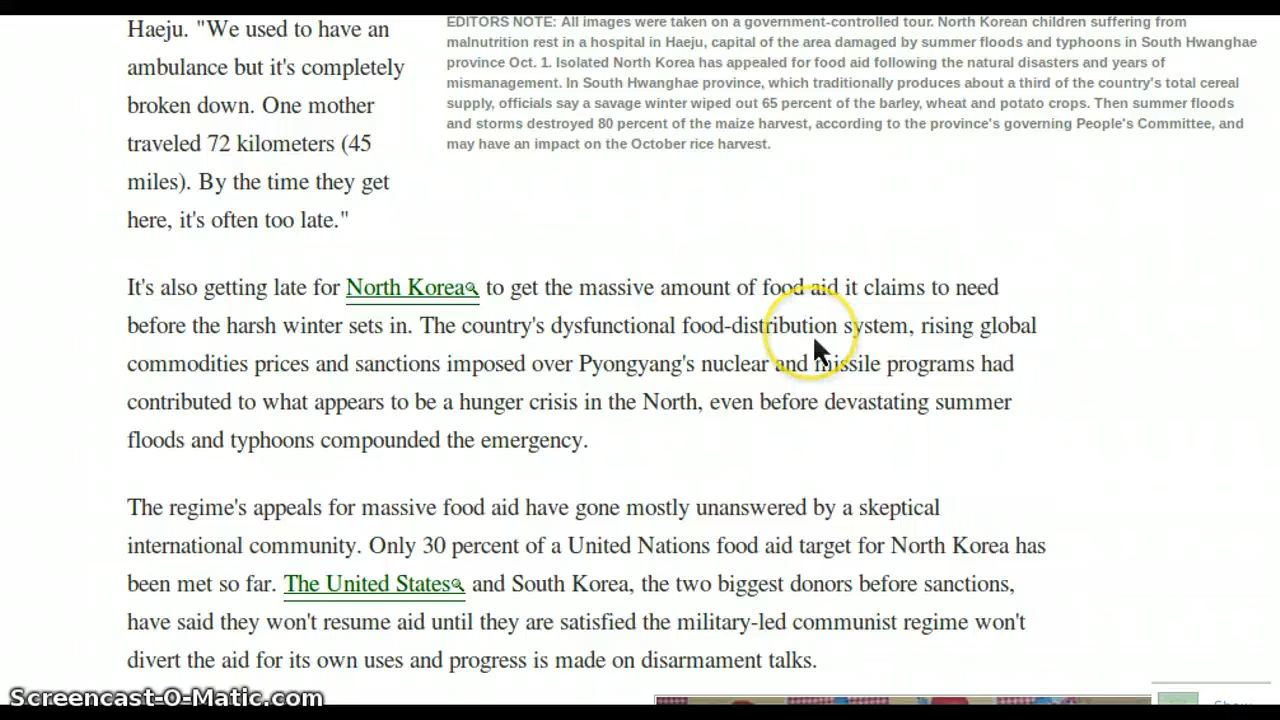 Haeju. "We used to have an
ambulance but it's completely
broken down. One mother
traveled 72 kilometers (45
miles). By the time they get
here, it's often too late."
EDITORS NOTE: All images were taken on a government-controlled tour. North Korean children suffering from
malnutrition rest in a hospital in Haeju, capital of the area damaged by summer floods and typhoons in South Hwanghae
province Oct. 1. Isolated North Korea has appealed for food aid following the natural disasters and years of
mismanagement. In South Hwanghae province, which traditionally produces about a third of the country's total cereal
supply, officials say a savage winter wiped out 65 percent of the barley, wheat and potato crops. Then summer floods
and storms destroyed 80 percent of the maize harvest, according to the province's governing People's Committee, and
may have an impact on the October rice harvest.
It's also getting late for North Korea to get the massive amount of food aid it claims to need
before the harsh winter sets in. The country's dysfunctional food-distribution system, rising global
commodities prices and sanctions imposed over Pyongyang's nuclear and missile programs had
contributed to what appears to be a hunger crisis in the North, even before devastating summer
floods and typhoons compounded the emergency.
The regime's appeals for massive food aid have gone mostly unanswered by a skeptical
international community. Only 30 percent of a United Nations food aid target for North Korea has
been met so far. The United States and South Korea, the two biggest donors before sanctions,
have said they won't resume aid until they are satisfied the military-led communist regime won't
divert the aid for its own uses and progress is made on disarmament talks.
Screencast-O-Matic.com